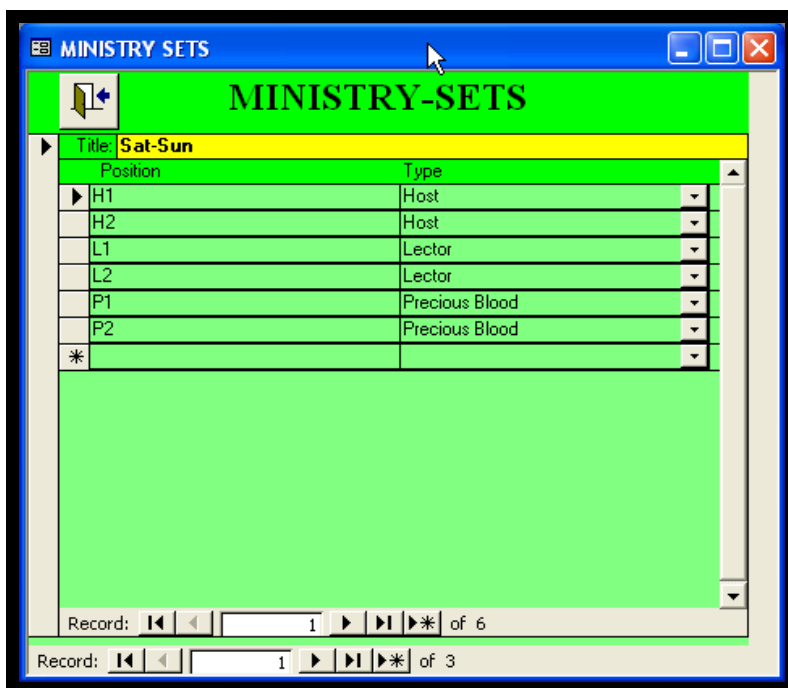 MINISTRY SETS
MINISTRY-SETS
Title: Sat-Sun
Position Type
H1 Host
H2 Host
L1 Lector
L2 Lector
P1 Precious Blood
P2 Precious Blood
Record: 1 of 6
Record: 1 of 3